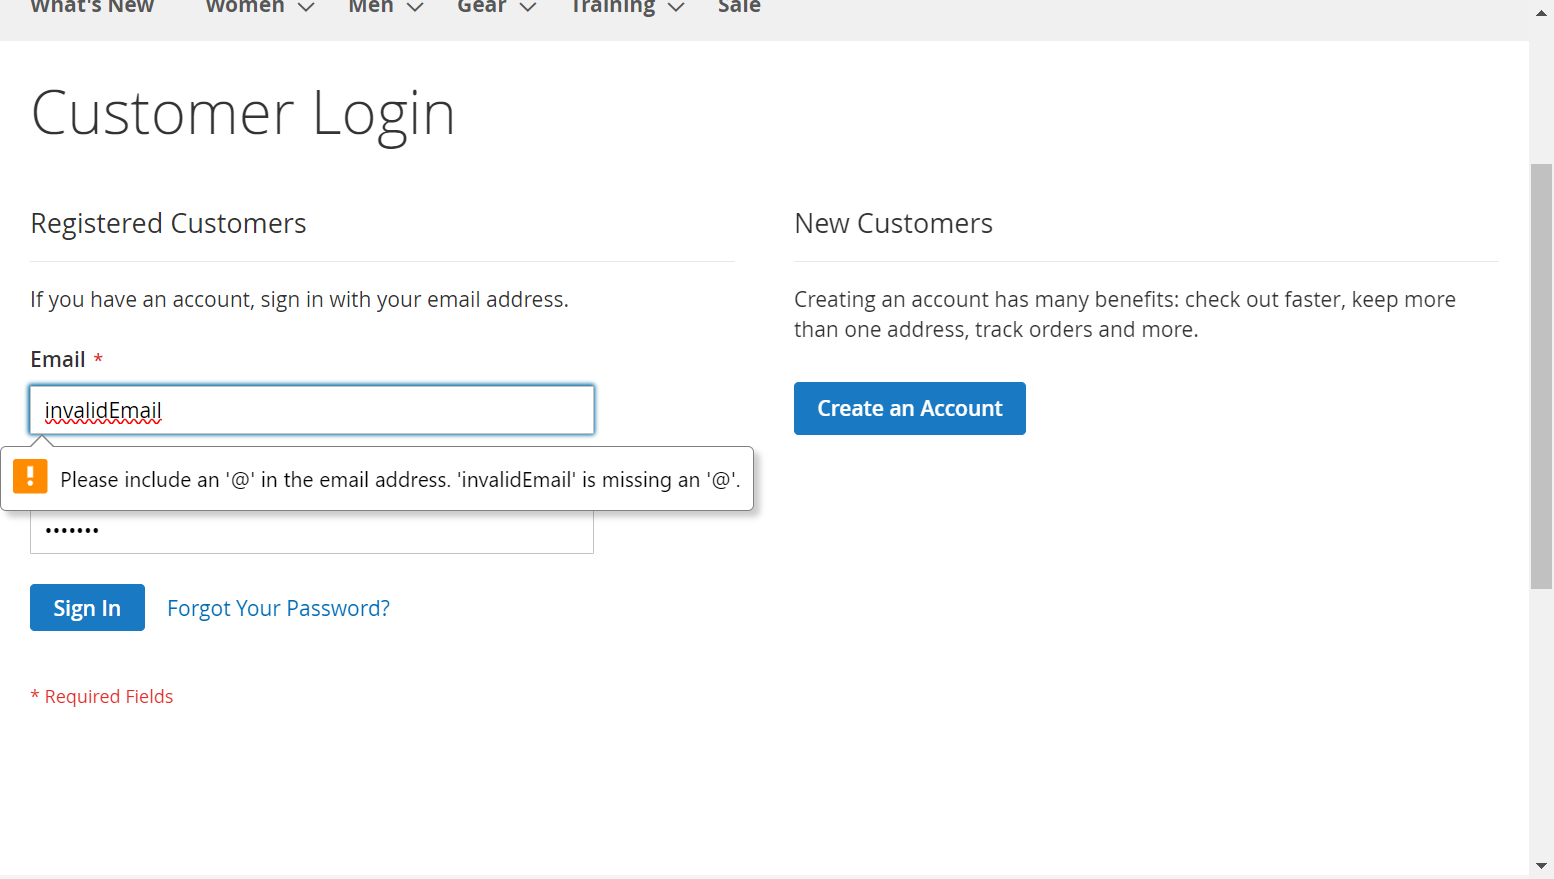 What's New Women Men Gear Training Sale
Customer Login
Registered Customers
If you have an account, sign in with your email address.
Email *
invalidEmail
Please include an '@' in the email address. 'invalidEmail' is missing an '@'.
•••••••
Sign In Forgot Your Password?
* Required Fields
New Customers
Creating an account has many benefits: check out faster, keep more
than one address, track orders and more.
Create an Account